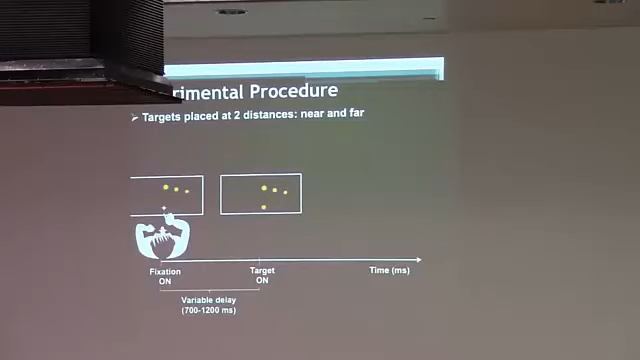 rimental Procedure
➢ Targets placed at 2 distances: near and far
Fixation
ON
Target
ON
Time (ms)
Variable delay
(700-1200 ms)